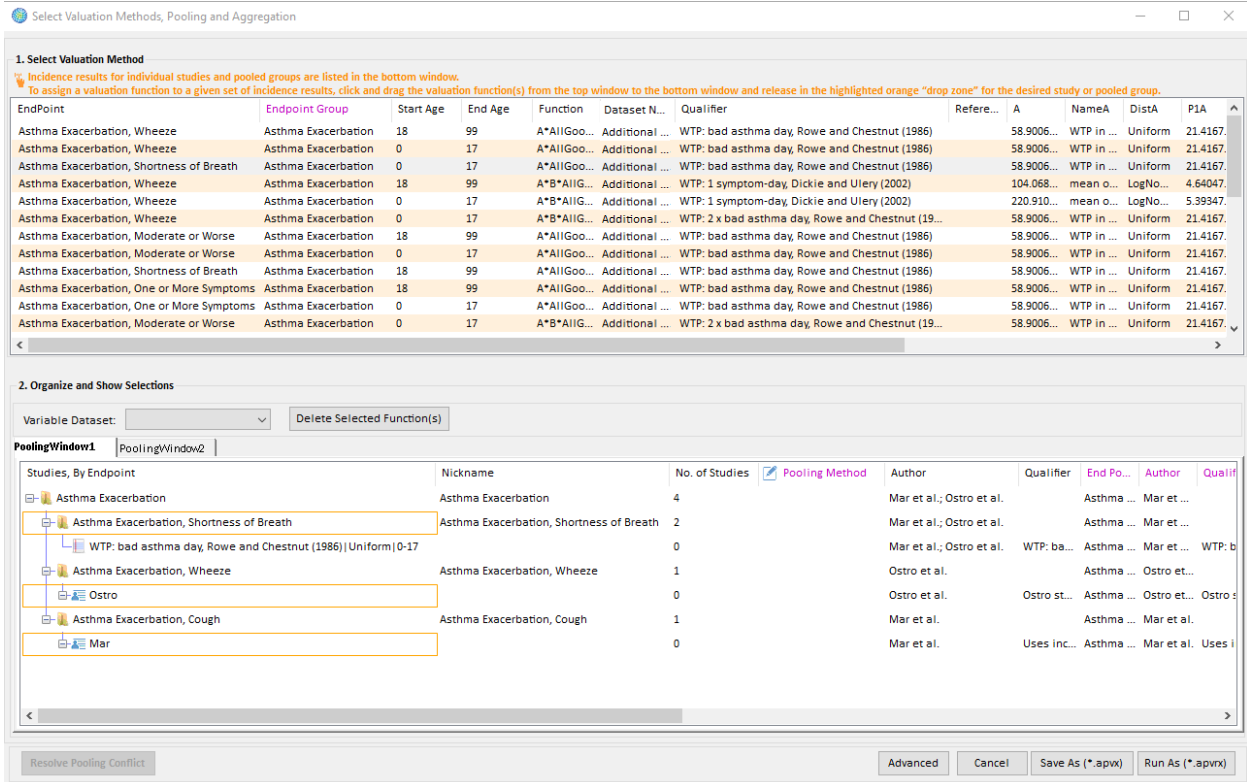 Select Valuation Methods, Pooling and Aggregation
1. Select Valuation Method
Incidence results for individual studies and pooled groups are listed in the bottom window.
To assign a valuation function to a given set of incidence results, click and drag the valuation function(s) from the top window to the bottom window and release in the highlighted orange “drop zone” for the desired study or pooled group.
EndPoint Endpoint Group Start Age End Age Function Dataset N... Qualifier Refere... A NameA DistA P1A
Asthma Exacerbation, Wheeze Asthma Exacerbation 18 99 A*AllGoo... Additional ... WTP: bad asthma day, Rowe and Chestnut (1986) 58.9006... WTP in ... Uniform 21.4167.
Asthma Exacerbation, Wheeze Asthma Exacerbation 0 17 A*AllGoo... Additional ... WTP: bad asthma day, Rowe and Chestnut (1986) 58.9006... WTP in ... Uniform 21.4167.
Asthma Exacerbation, Shortness of Breath Asthma Exacerbation 0 17 A*AllGoo... Additional ... WTP: bad asthma day, Rowe and Chestnut (1986) 58.9006... WTP in ... Uniform 21.4167.
Asthma Exacerbation, Wheeze Asthma Exacerbation 18 99 A*B*AllG... Additional ... WTP: 1 symptom-day, Dickie and Ulery (2002) 104.068... mean o... LogNo... 4.64047.
Asthma Exacerbation, Wheeze Asthma Exacerbation 0 17 A*B*AllG... Additional ... WTP: 1 symptom-day, Dickie and Ulery (2002) 220.910... mean o... LogNo... 5.39347.
Asthma Exacerbation, Wheeze Asthma Exacerbation 0 17 A*B*AllG... Additional ... WTP: 2 x bad asthma day, Rowe and Chestnut (19... 58.9006... WTP in ... Uniform 21.4167.
Asthma Exacerbation, Moderate or Worse Asthma Exacerbation 18 99 A*AllGoo... Additional ... WTP: bad asthma day, Rowe and Chestnut (1986) 58.9006... WTP in ... Uniform 21.4167.
Asthma Exacerbation, Moderate or Worse Asthma Exacerbation 0 17 A*AllGoo... Additional ... WTP: bad asthma day, Rowe and Chestnut (1986) 58.9006... WTP in ... Uniform 21.4167.
Asthma Exacerbation, Shortness of Breath Asthma Exacerbation 18 99 A*AllGoo... Additional ... WTP: bad asthma day, Rowe and Chestnut (1986) 58.9006... WTP in ... Uniform 21.4167.
Asthma Exacerbation, One or More Symptoms Asthma Exacerbation 18 99 A*AllGoo... Additional ... WTP: bad asthma day, Rowe and Chestnut (1986) 58.9006... WTP in ... Uniform 21.4167.
Asthma Exacerbation, One or More Symptoms Asthma Exacerbation 0 17 A*AllGoo... Additional ... WTP: bad asthma day, Rowe and Chestnut (1986) 58.9006... WTP in ... Uniform 21.4167.
Asthma Exacerbation, Moderate or Worse Asthma Exacerbation 0 17 A*B*AllG... Additional ... WTP: 2 x bad asthma day, Rowe and Chestnut (19... 58.9006... WTP in ... Uniform 21.4167.
2. Organize and Show Selections
Variable Dataset: Delete Selected Function(s)
PoolingWindow1 PoolingWindow2
Studies, By Endpoint Nickname No. of Studies Pooling Method Author Qualifier End Po... Author Qualif
Asthma Exacerbation Asthma Exacerbation 4 Mar et al.; Ostro et al. Asthma ... Mar et ...
Asthma Exacerbation, Shortness of Breath Asthma Exacerbation, Shortness of Breath 2 Mar et al.; Ostro et al. Asthma ... Mar et ...
WTP: bad asthma day, Rowe and Chestnut (1986)|Uniform|0-17 0 Mar et al.; Ostro et al. WTP: ba... Asthma ... Mar et ... WTP: b
Asthma Exacerbation, Wheeze Asthma Exacerbation, Wheeze 1 Ostro et al. Asthma ... Ostro et...
Ostro 0 Ostro et al. Ostro st... Asthma ... Ostro et... Ostro s
Asthma Exacerbation, Cough Asthma Exacerbation, Cough 1 Mar et al. Asthma ... Mar et al.
Mar 0 Mar et al. Uses inc... Asthma ... Mar et al. Uses i
Resolve Pooling Conflict Advanced Cancel Save As (*.apvx) Run As (*.apvrx)